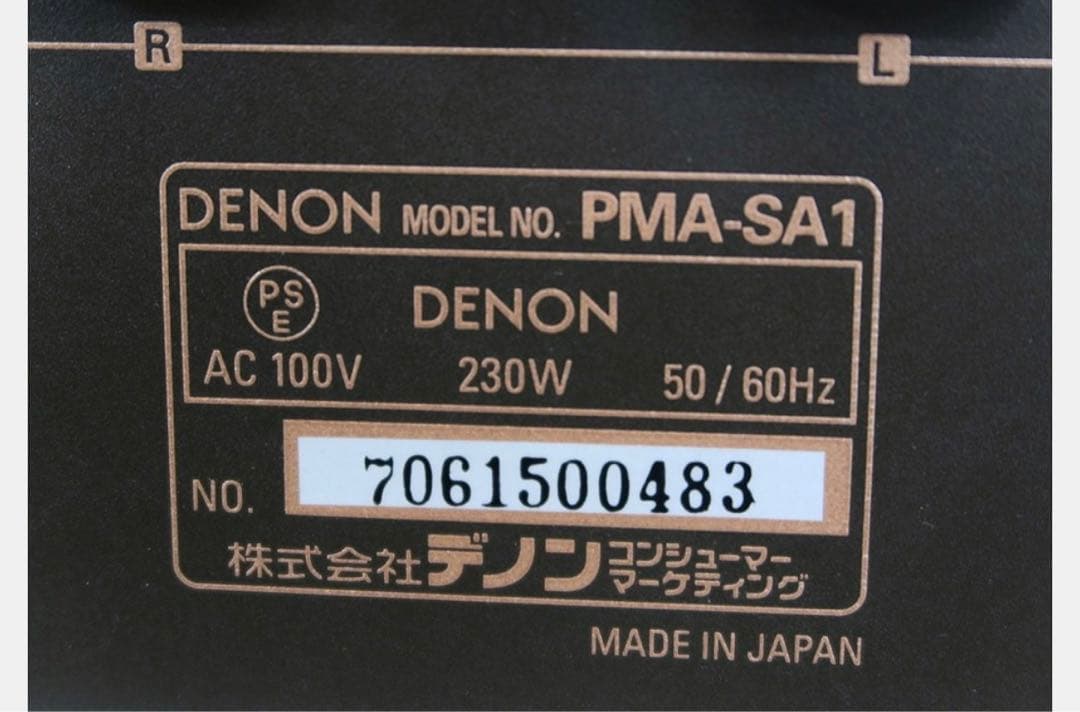 R L
DENON MODEL NO. PMA-SA1
PSE DENON
AC 100V 230W 50/60Hz
NO. 7061500483
株式会社デノン コンシューマー
マーケティング
MADE IN JAPAN